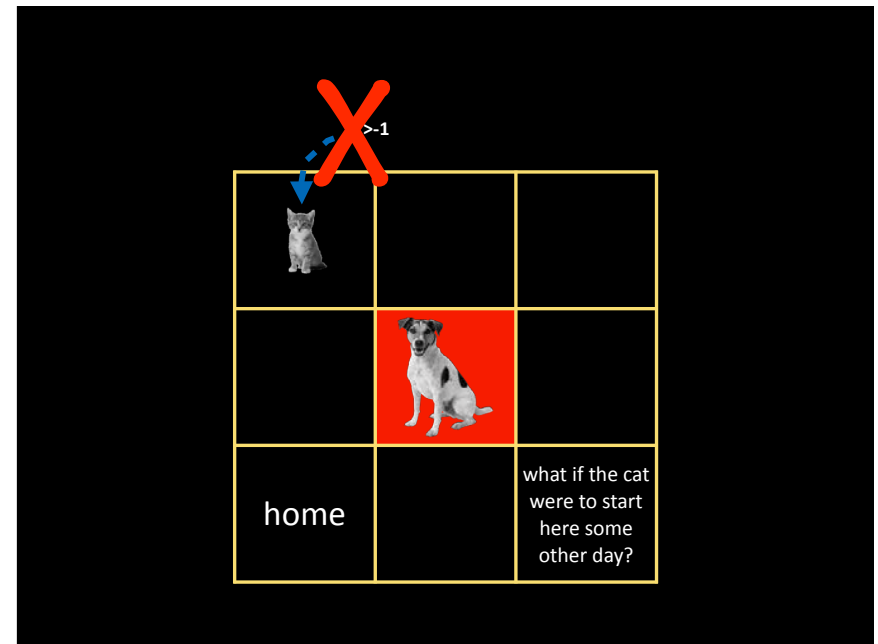 >-1
home
what if the cat
were to start
here some
other day?